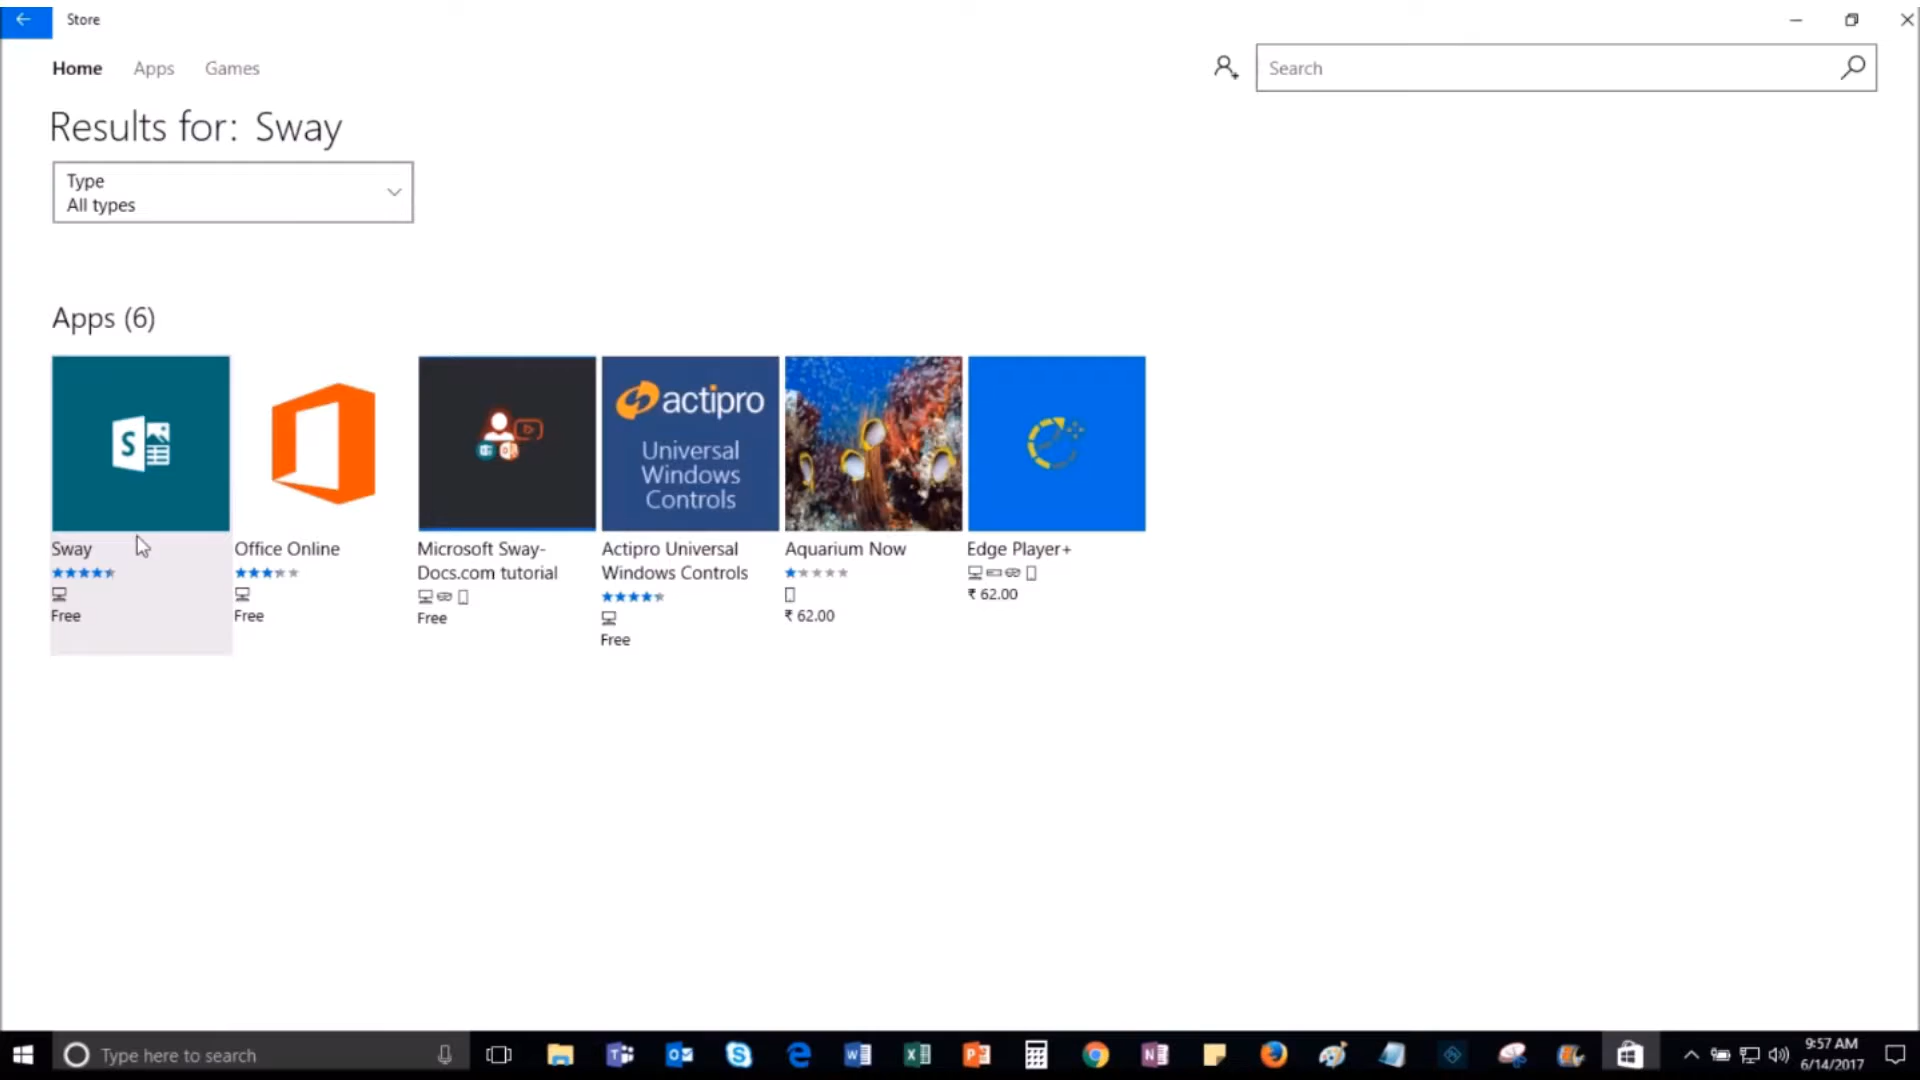 Store
Home Apps Games
Search
Results for: Sway
Type
All types
Apps (6)
S
actipro
Universal
Windows
Controls
Sway
Free
Office Online
Free
Microsoft Sway-
Docs.com tutorial
Free
Actipro Universal
Windows Controls
Free
Aquarium Now
₹ 62.00
Edge Player+
₹ 62.00
Type here to search
9:57 AM
6/14/2017